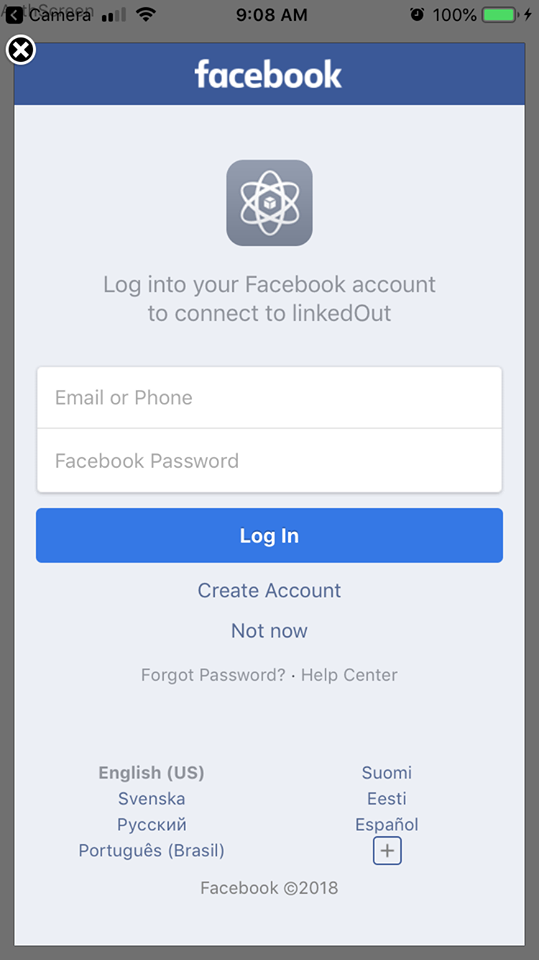 AuthScreen
Camera 9:08 AM 100%
facebook
Log into your Facebook account
to connect to linkedOut
Email or Phone
Facebook Password
Log In
Create Account
Not now
Forgot Password? · Help Center
English (US) Suomi
Svenska Eesti
Русский Español
Português (Brasil) +
Facebook ©2018